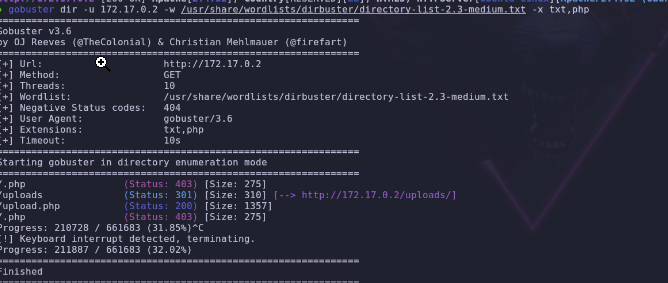 gobuster dir -u 172.17.0.2 -w /usr/share/wordlists/dirbuster/directory-list-2.3-medium.txt -x txt,php
===============================================================
Gobuster v3.6
by OJ Reeves (@TheColonial) & Christian Mehlmauer (@firefart)
===============================================================
[+] Url: http://172.17.0.2
[+] Method: GET
[+] Threads: 10
[+] Wordlist: /usr/share/wordlists/dirbuster/directory-list-2.3-medium.txt
[+] Negative Status codes: 404
[+] User Agent: gobuster/3.6
[+] Extensions: txt,php
[+] Timeout: 10s
===============================================================
Starting gobuster in directory enumeration mode
===============================================================
/.php (Status: 403) [Size: 275]
/uploads (Status: 301) [Size: 310] [--> http://172.17.0.2/uploads/]
/upload.php (Status: 200) [Size: 1357]
/.php (Status: 403) [Size: 275]
Progress: 210728 / 661683 (31.85%)^C
[!] Keyboard interrupt detected, terminating.
Progress: 211887 / 661683 (32.02%)
===============================================================
Finished
===============================================================